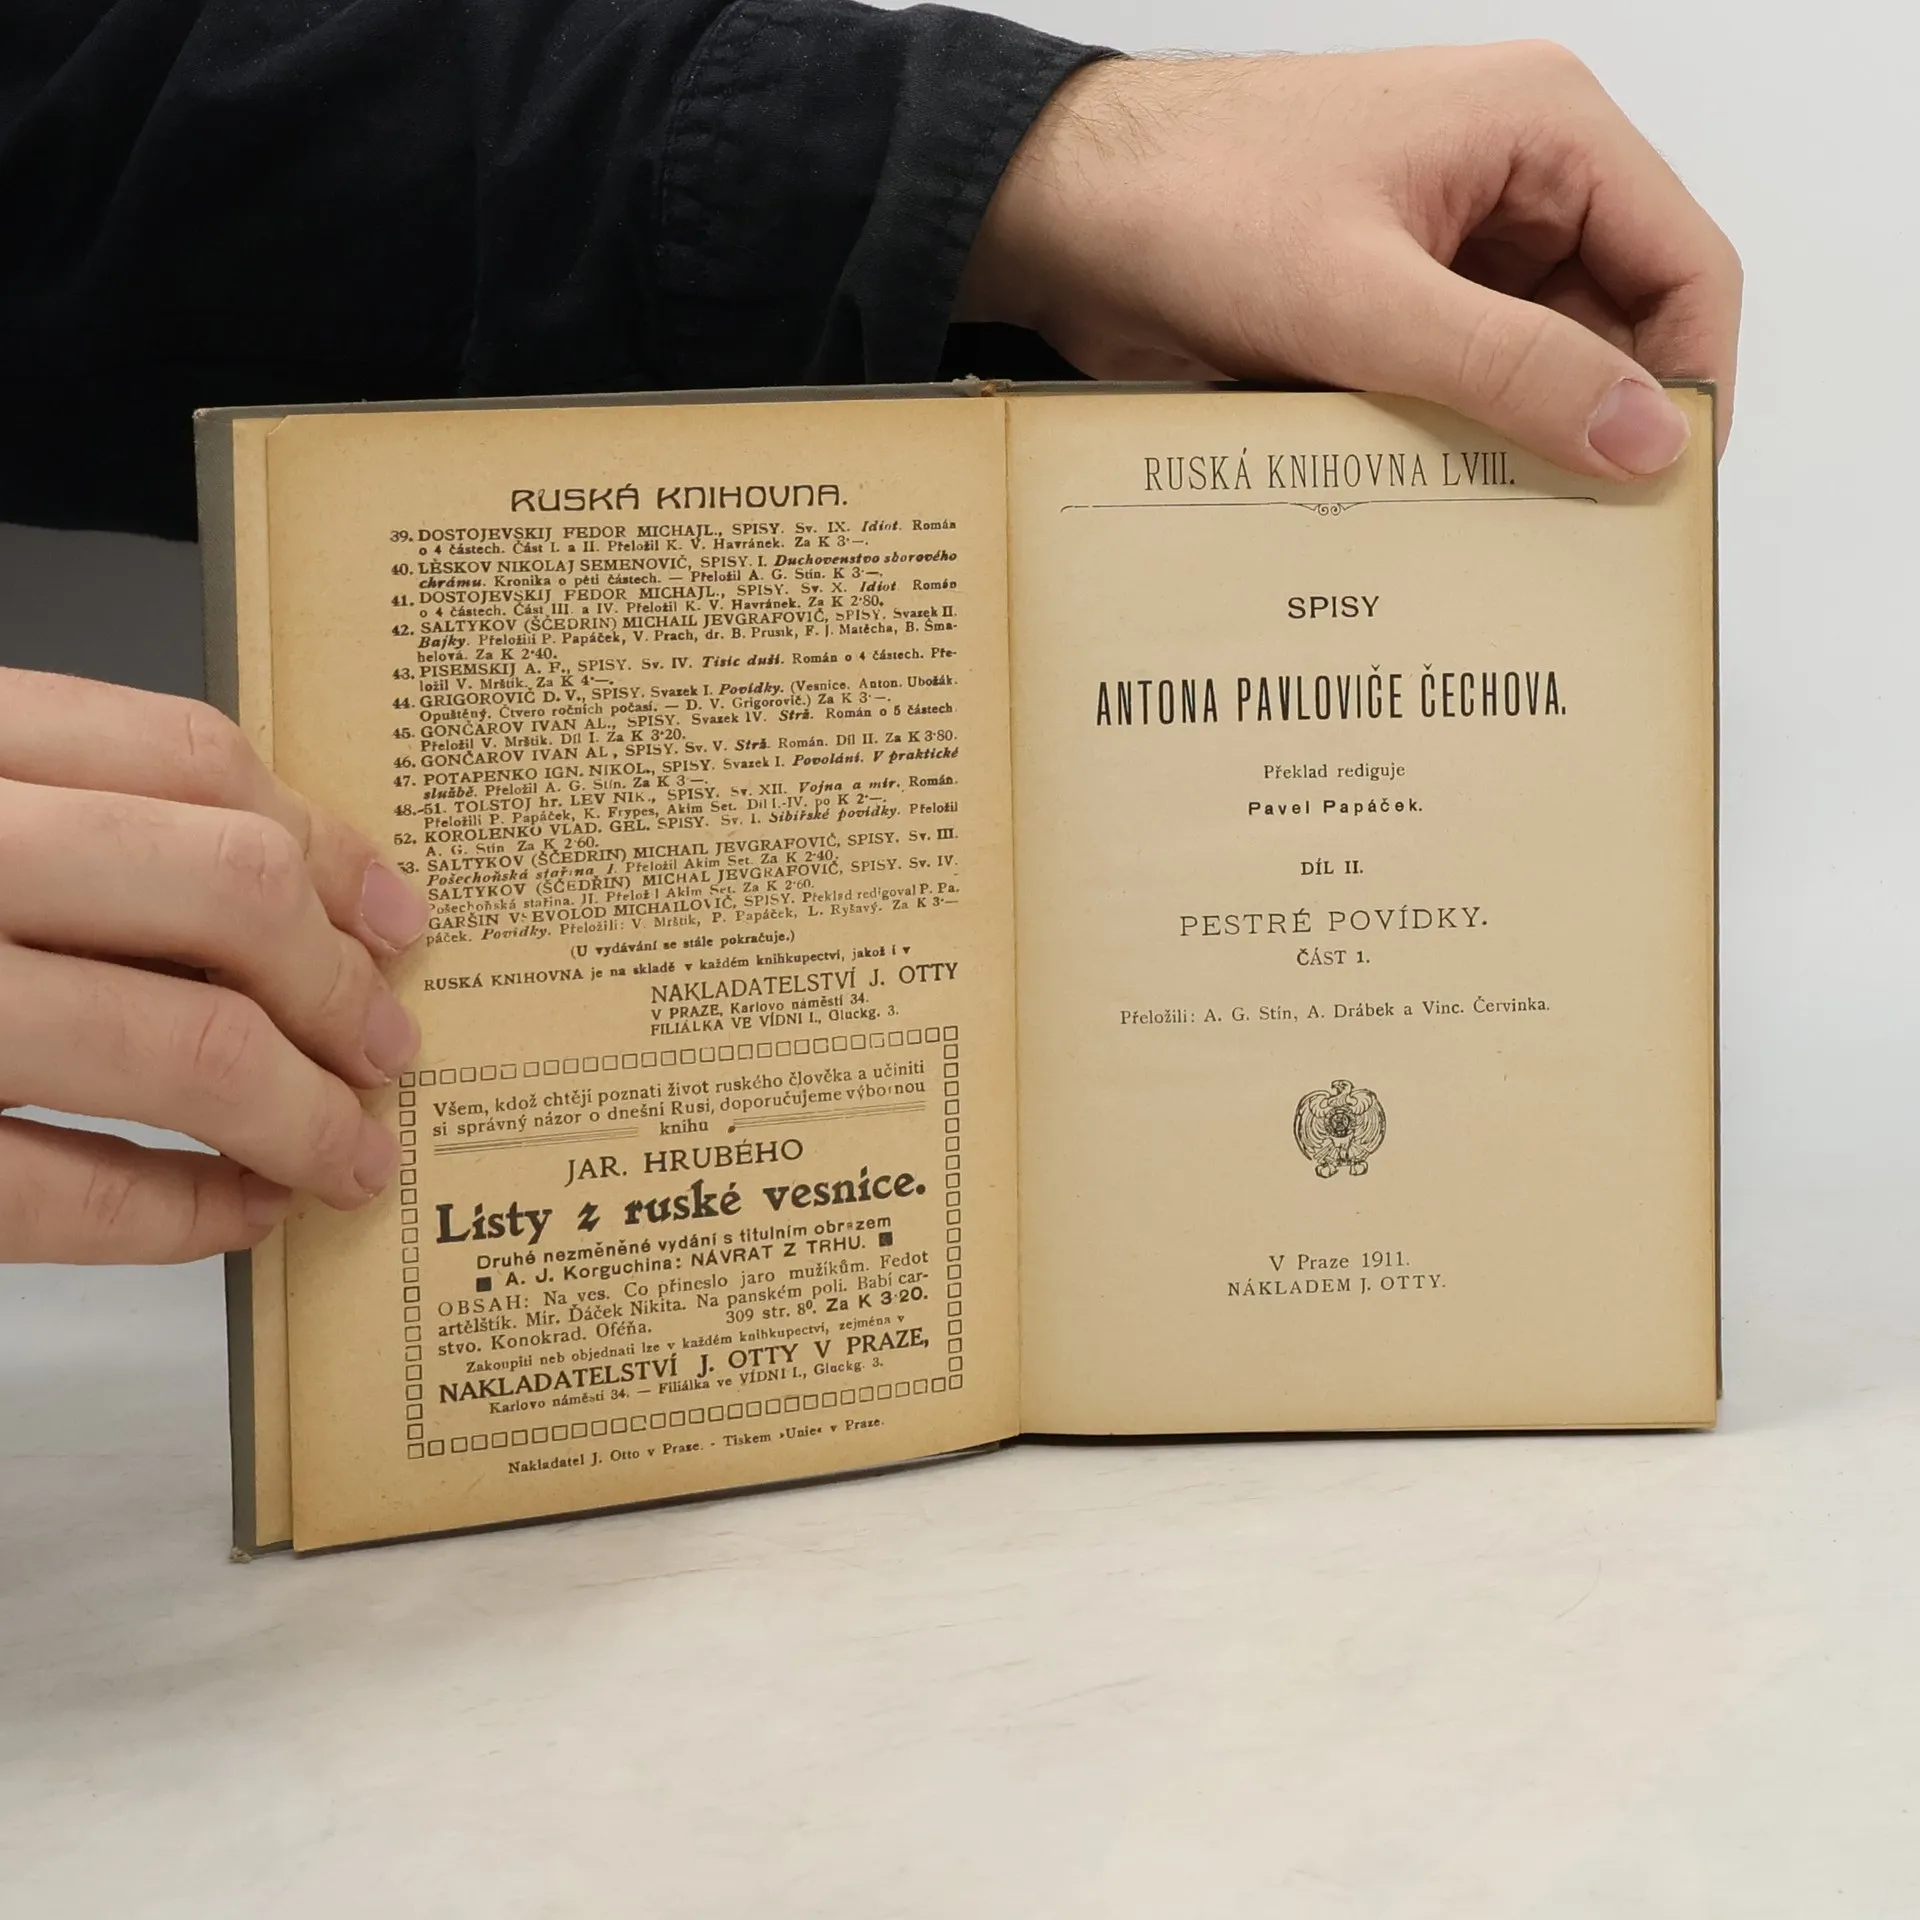 RUSKÁ KNIHOVNA.
39. DOSTOJEVSKIJ FEDOR MICHAJL., SPISY. Sv. IX. Idiot. Román
o 4 částech. Část I. a II. Přeložil K. V. Havránek. Za K 3·—.
40. LĚSKOV NIKOLAJ SEMENOVIČ, SPISY. I. Duchovenstvo sborového
chrámu. Kronika o pěti částech. — Přeložil A. G. Stín. K 3·—.
41. DOSTOJEVSKIJ FEDOR MICHAJL., SPISY. Sv. X. Idiot. Román
o 4 částech. Část III. a IV. Přeložil K. V. Havránek. Za K 2·80.
42. SALTYKOV (ŠČEDRIN) MICHAIL JEVGRAFOVIČ, SPISY. Svazek II.
Bajky. Přeložili P. Papáček, V. Prach, dr. B. Prusík, F. J. Matěcha, B. Šma-
helová. Za K 2·40.
43. PISEMSKIJ A. F., SPISY. Sv. IV. Tisíc duší. Román o 4 částech. Pře-
ložil V. Mrštík. Za K 4·—.
44. GRIGOROVIČ D. V., SPISY. Svazek I. Povídky. (Vesnice. Anton. Ubožák.
Opuštěný. Čtvero ročních počasí. — D. V. Grigorovič.) Za K 3·—.
45. GONČAROV IVAN AL., SPISY. Svazek IV. Strž. Román o 5 částech
Přeložil V. Mrštík. Díl I. Za K 3·20.
46. GONČAROV IVAN AL, SPISY. Sv. V. Strž. Román. Díl II. Za K 3·80.
47. POTAPENKO IGN. NIKOL., SPISY. Svazek I. Povolání. V praktické
službě. Přeložil A. G. Stín. Za K 3·—.
48.-51. TOLSTOJ hr. LEV NIK., SPISY. Sv. XII. Vojna a mír. Román.
Přeložili P. Papáček, K. Frypes, Akim Set. Díl I.-IV. po K 2·—.
52. KOROLENKO VLAD. GEL. SPISY. Sv. I. Sibiřské povídky. Přeložil
A. G. Stín Za K 2·60.
53. SALTYKOV (ŠČEDRIN) MICHAIL JEVGRAFOVIČ, SPISY. Sv. III.
Pošechoňská stařina. I. Přeložil Akim Set. Za K 2·40.
SALTYKOV (ŠČEDŘIN) MICHAL JEVGRAFOVIČ, SPISY. Sv. IV.
Pošechoňská stařina. II. Přeložil Akim Set. Za K 2·60.
GARŠIN VSEVOLOD MICHAILOVIČ, SPISY. Překlad redigoval P. Pa-
páček. Povídky. Přeložili: V. Mrštík, P. Papáček, L. Ryšavý. Za K 3·—
(U vydávání se stále pokračuje.)
RUSKÁ KNIHOVNA je na skladě v každém knihkupectví, jakož i v
NAKLADATELSTVÍ J. OTTY
V PRAZE, Karlovo náměstí 34.
FILIÁLKA VE VÍDNI I., Gluckg. 3.
Všem, kdož chtějí poznati život ruského člověka a učiniti
si správný názor o dnešní Rusi, doporučujeme výbornou
knihu
JAR. HRUBÉHO
Listy z ruské vesnice.
Druhé nezměněné vydání s titulním obrazem
A. J. Korguchina: NÁVRAT Z TRHU.
OBSAH: Na ves. Co přineslo jaro mužíkům. Fedot
artělštík. Mir. Ďáček Nikita. Na panském poli. Babí car-
stvo. Konokrad. Oféňa. 309 str. 8⁰. Za K 3·20.
Zakoupiti neb objednati lze v každém knihkupectví, zejména v
NAKLADATELSTVÍ J. OTTY V PRAZE,
Karlovo náměstí 34. — Filiálka ve VÍDNI I., Gluckg. 3.
Nakladatel J. Otto v Praze. - Tiskem »Unie« v Praze.
RUSKÁ KNIHOVNA LVIII.
SPISY
ANTONA PAVLOVIČE ČECHOVA.
Překlad rediguje
Pavel Papáček.
DÍL II.
PESTRÉ POVÍDKY.
ČÁST 1.
Přeložili: A. G. Stín, A. Drábek a Vinc. Červinka.
V Praze 1911.
NÁKLADEM J. OTTY.